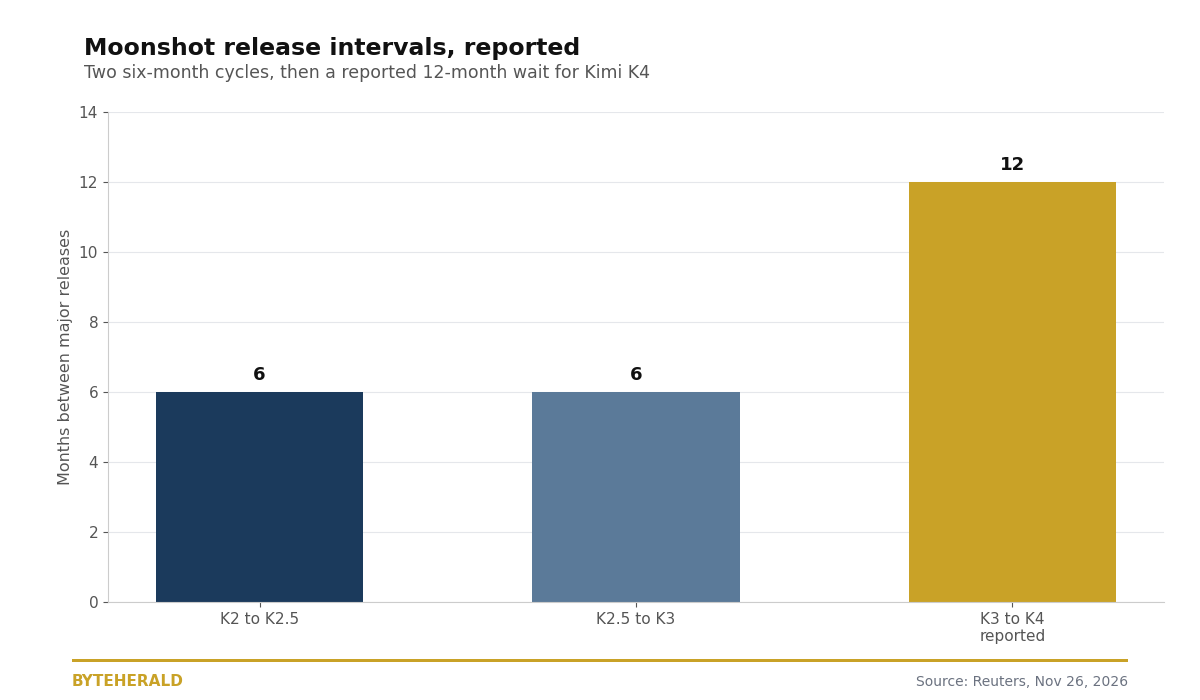 Moonshot release intervals, reported
Two six-month cycles, then a reported 12-month wait for Kimi K4
Months between major releases
14
12
10
8
6
4
2
0
6
6
12
K2 to K2.5
K2.5 to K3
K3 to K4
reported
BYTEHERALD
Source: Reuters, Nov 26, 2026